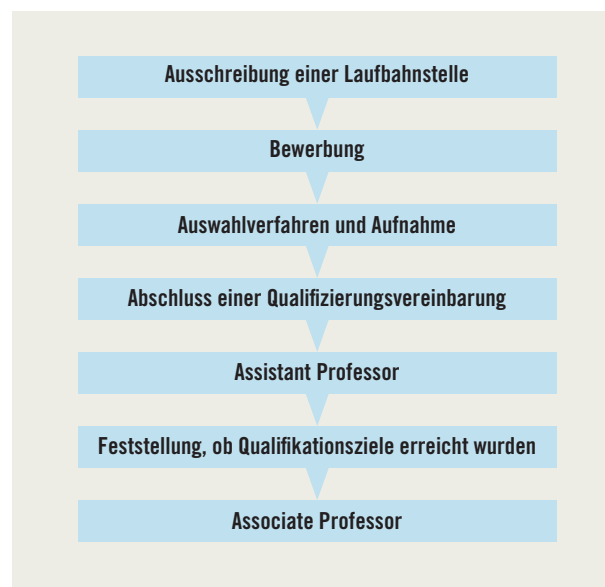 Ausschreibung einer Laufbahnstelle
Bewerbung
Auswahlverfahren und Aufnahme
Abschluss einer Qualifizierungsvereinbarung
Assistant Professor
Feststellung, ob Qualifikationsziele erreicht wurden
Associate Professor